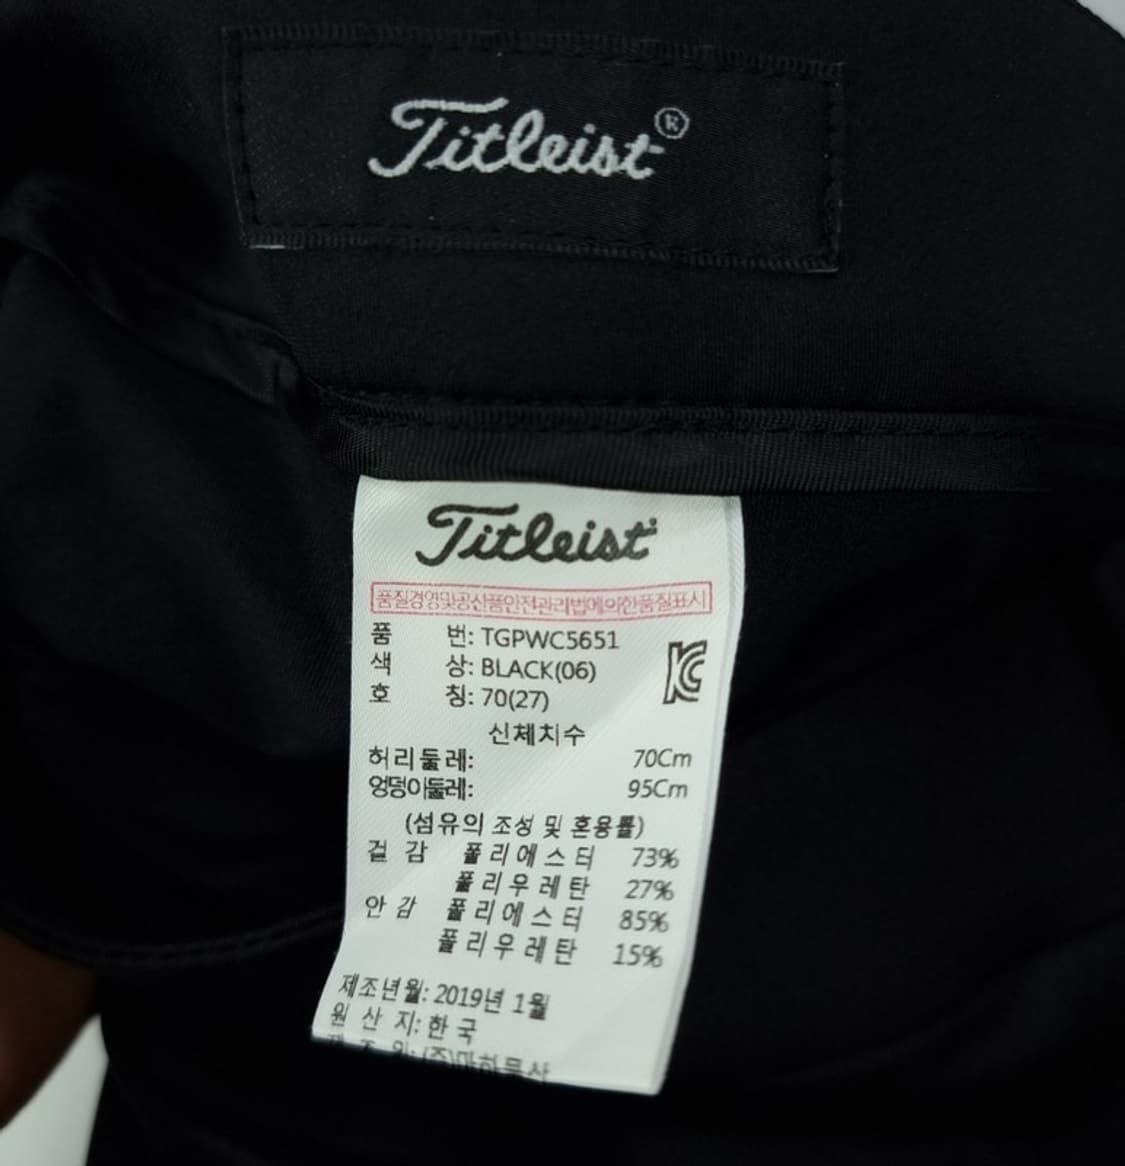 Titleist®
Titleist
품질경영및공산품안전관리법에의한품질표시
품 번: TGPWC5651
색 상: BLACK(06)
호 칭: 70(27)
신체치수
허리둘레: 70Cm
엉덩이둘레: 95Cm
(섬유의 조성 및 혼용률)
겉 감 폴리에스터 73%
폴리우레탄 27%
안 감 폴리에스터 85%
폴리우레탄 15%
제조년월: 2019년 1월
원 산 지: 한 국
제 조 원: